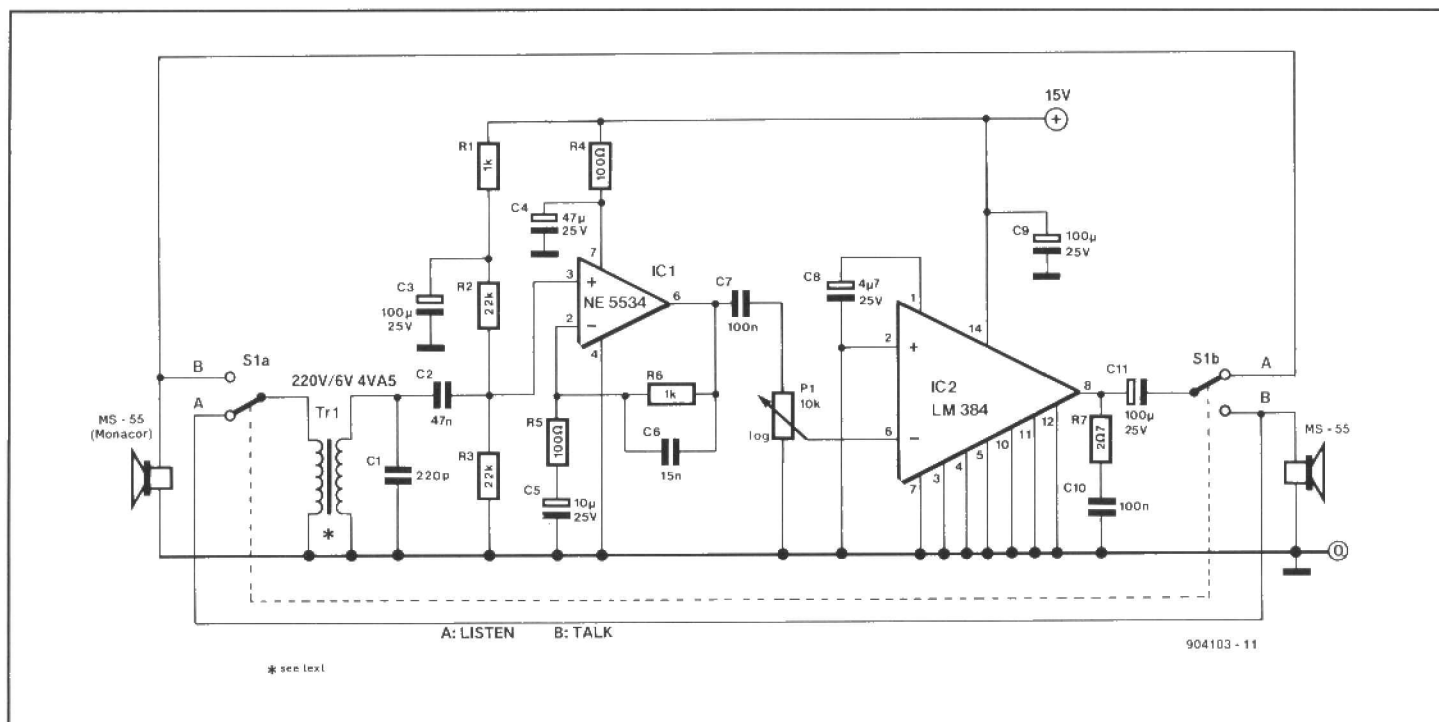 15V
+
R1
1k
R4
100Ω
C4
47µ
25V
C9
100µ
25V
7
IC1
C3
100µ
25V
R2
22k
3
+
NE 5534
6
C7
100n
C8
4µ7
25V
1
14
2
−
4
2
+
B
S1a
220V/6V 4VA5
Tr1
C2
47n
R6
1k
P1
10k
log
IC2
LM 384
8
C11
100µ
25V
S1b
A
B
A
MS - 55
(Monacor)
C1
220p
R5
100Ω
C6
15n
6
−
R7
2Ω7
MS - 55
R3
22k
C5
10µ
25V
7
3
4
5
10
11
12
C10
100n
*
0
A: LISTEN B: TALK
904103 - 11
* see text